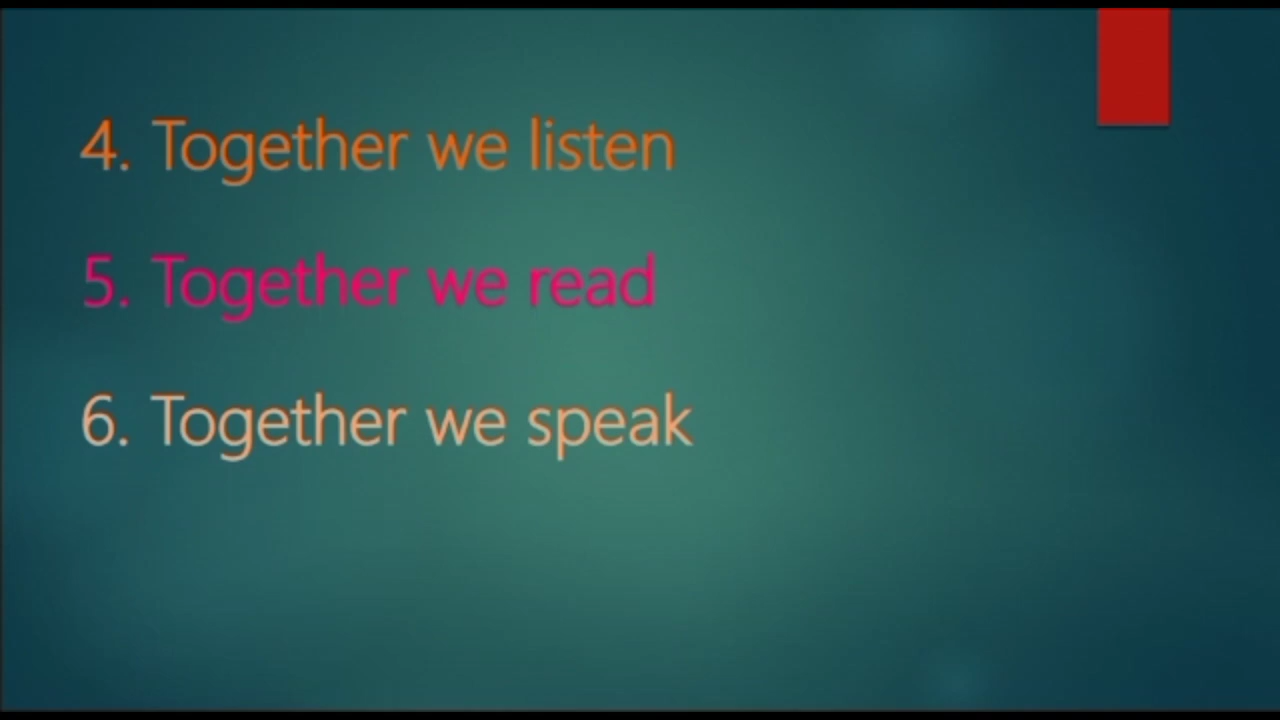 4. Together we listen
5. Together we read
6. Together we speak